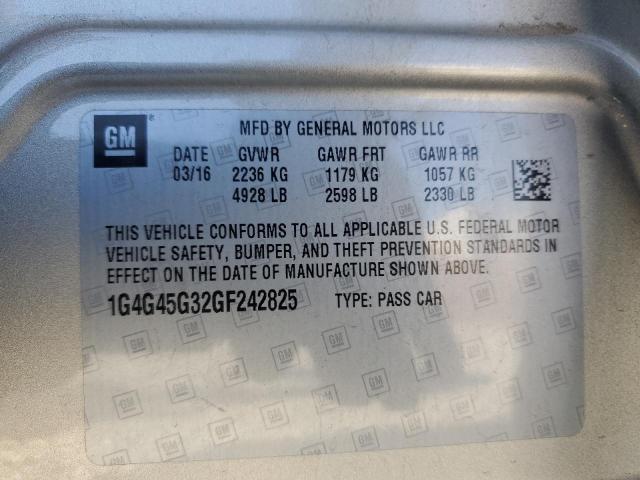 GM
MFD BY GENERAL MOTORS LLC
DATE GVWR GAWR FRT GAWR RR
03/16 2236 KG 1179 KG 1057 KG
4928 LB 2598 LB 2330 LB
THIS VEHICLE CONFORMS TO ALL APPLICABLE U.S. FEDERAL MOTOR
VEHICLE SAFETY, BUMPER, AND THEFT PREVENTION STANDARDS IN
EFFECT ON THE DATE OF MANUFACTURE SHOWN ABOVE.
1G4G45G32GF242825 TYPE: PASS CAR